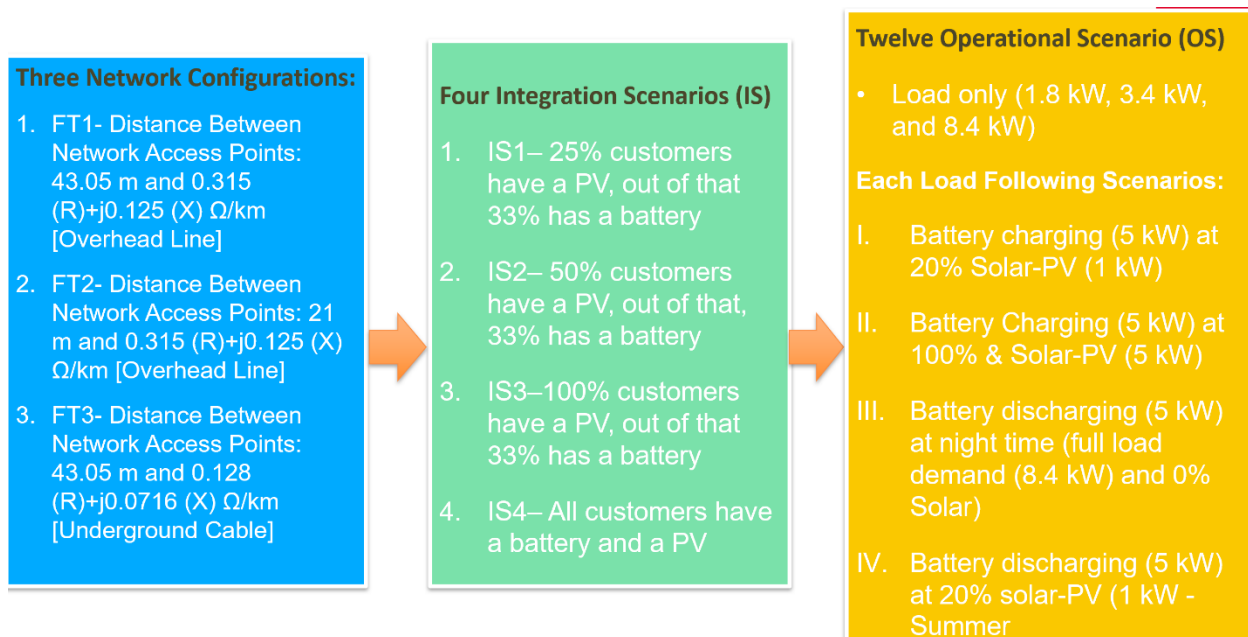 Three Network Configurations:
1. FT1- Distance Between
Network Access Points:
43.05 m and 0.315
(R)+j0.125 (X) Ω/km
[Overhead Line]
2. FT2- Distance Between
Network Access Points: 21
m and 0.315 (R)+j0.125 (X)
Ω/km [Overhead Line]
3. FT3- Distance Between
Network Access Points:
43.05 m and 0.128
(R)+j0.0716 (X) Ω/km
[Underground Cable]
Four Integration Scenarios (IS)
1. IS1– 25% customers
have a PV, out of that
33% has a battery
2. IS2– 50% customers
have a PV, out of that,
33% has a battery
3. IS3–100% customers
have a PV, out of that
33% has a battery
4. IS4– All customers have
a battery and a PV
Twelve Operational Scenario (OS)
• Load only (1.8 kW, 3.4 kW,
and 8.4 kW)
Each Load Following Scenarios:
I. Battery charging (5 kW) at
20% Solar-PV (1 kW)
II. Battery Charging (5 kW) at
100% & Solar-PV (5 kW)
III. Battery discharging (5 kW)
at night time (full load
demand (8.4 kW) and 0%
Solar)
IV. Battery discharging (5 kW)
at 20% solar-PV (1 kW -
Summer